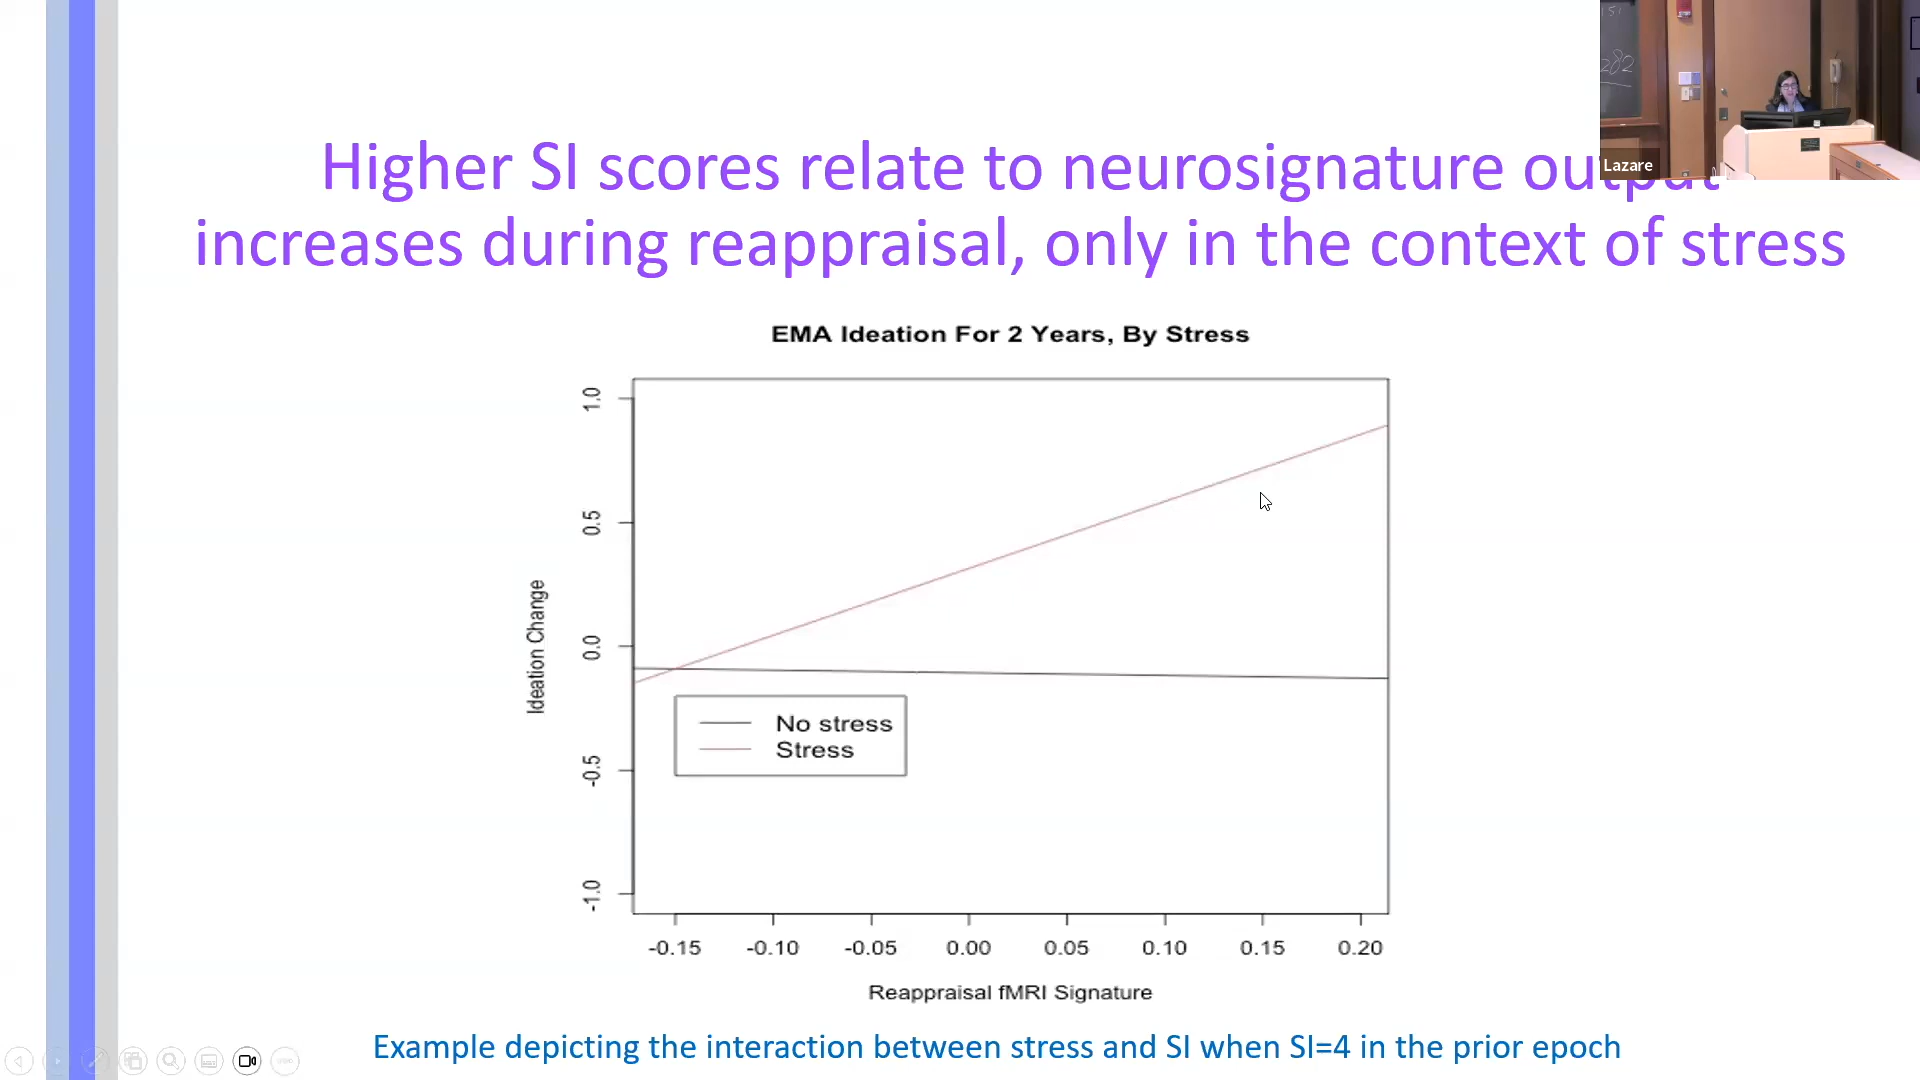 Higher SI scores relate to neurosignature output
increases during reappraisal, only in the context of stress
Lazare
282
EMA Ideation For 2 Years, By Stress
1.0
0.5
0.0
-0.5
-1.0
Ideation Change
No stress
Stress
-0.15 -0.10 -0.05 0.00 0.05 0.10 0.15 0.20
Reappraisal fMRI Signature
Example depicting the interaction between stress and SI when SI=4 in the prior epoch